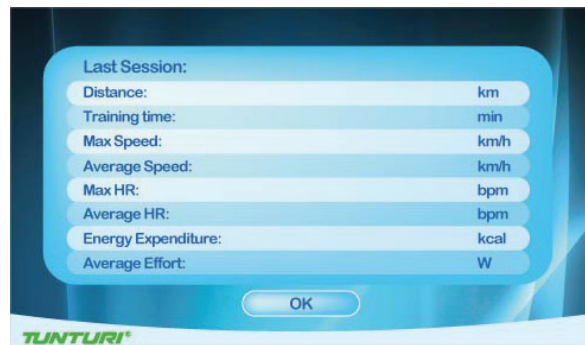 Last Session:
Distance: km
Training time: min
Max Speed: km/h
Average Speed: km/h
Max HR: bpm
Average HR: bpm
Energy Expenditure: kcal
Average Effort: W
OK
TUNTURI®